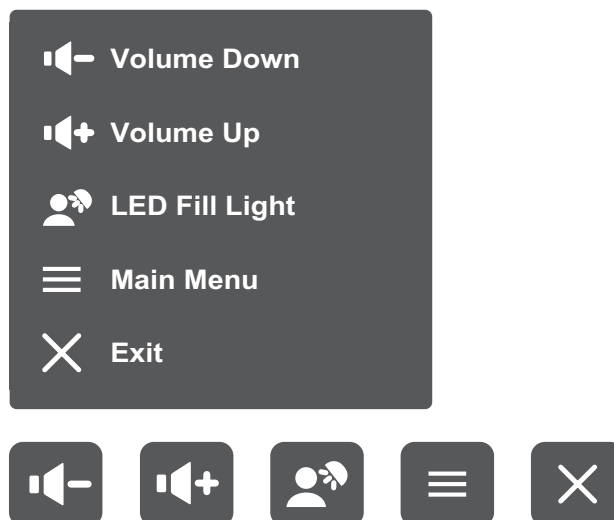 Volume Down
Volume Up
LED Fill Light
Main Menu
Exit